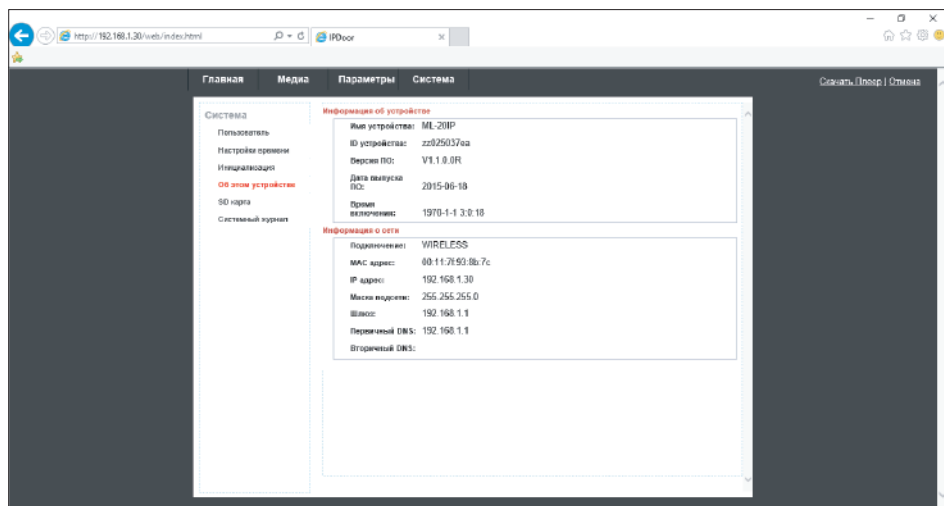 http://192.168.1.30/web/index.html
IPDoor
Главная Медиа Параметры Система
Скачать Плеер | Отмена
Система
Пользователь
Настройки времени
Инициализация
Об этом устройстве
SD карта
Системный журнал
Информация об устройстве
Имя устройства: ML-20IP
ID устройства: zz025037ea
Версия ПО: V1.1.0.0R
Дата выпуска
ПО: 2015-06-18
Время
включения: 1970-1-1 3:0:18
Информация о сети
Подключение: WIRELESS
MAC адрес: 00:11:7f:93:8b:7c
IP адрес: 192.168.1.30
Маска подсети: 255.255.255.0
Шлюз: 192.168.1.1
Первичный DNS: 192.168.1.1
Вторичный DNS: